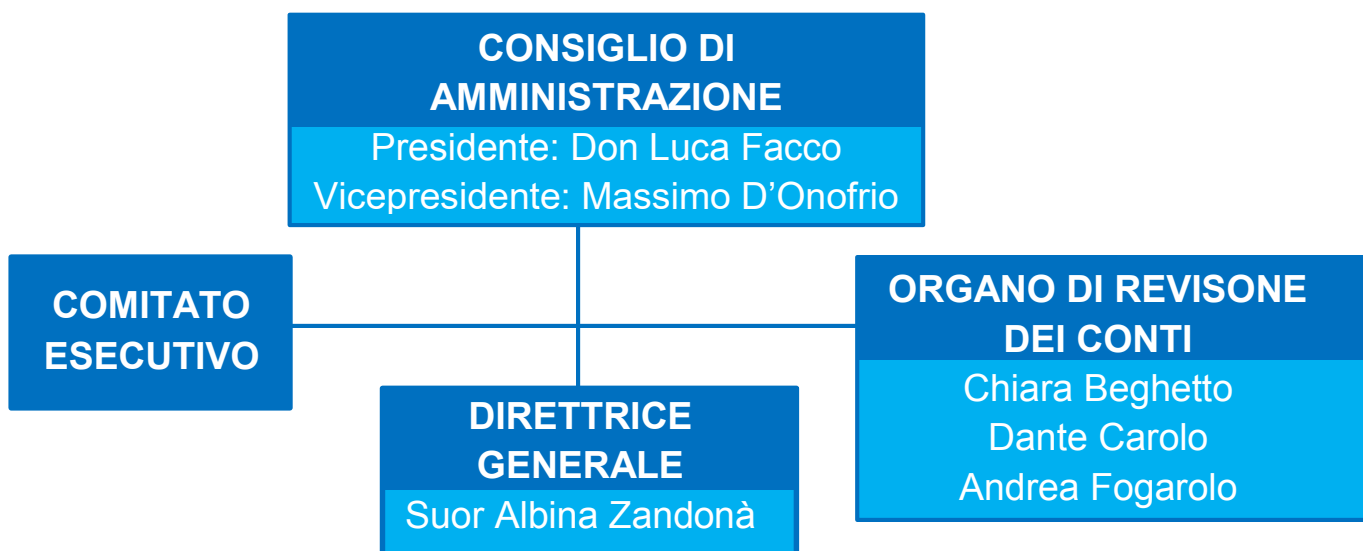 CONSIGLIO DI
AMMINISTRAZIONE
Presidente: Don Luca Facco
Vicepresidente: Massimo D’Onofrio
COMITATO
ESECUTIVO
ORGANO DI REVISONE
DEI CONTI
Chiara Beghetto
Dante Carolo
Andrea Fogarolo
DIRETTRICE
GENERALE
Suor Albina Zandonà